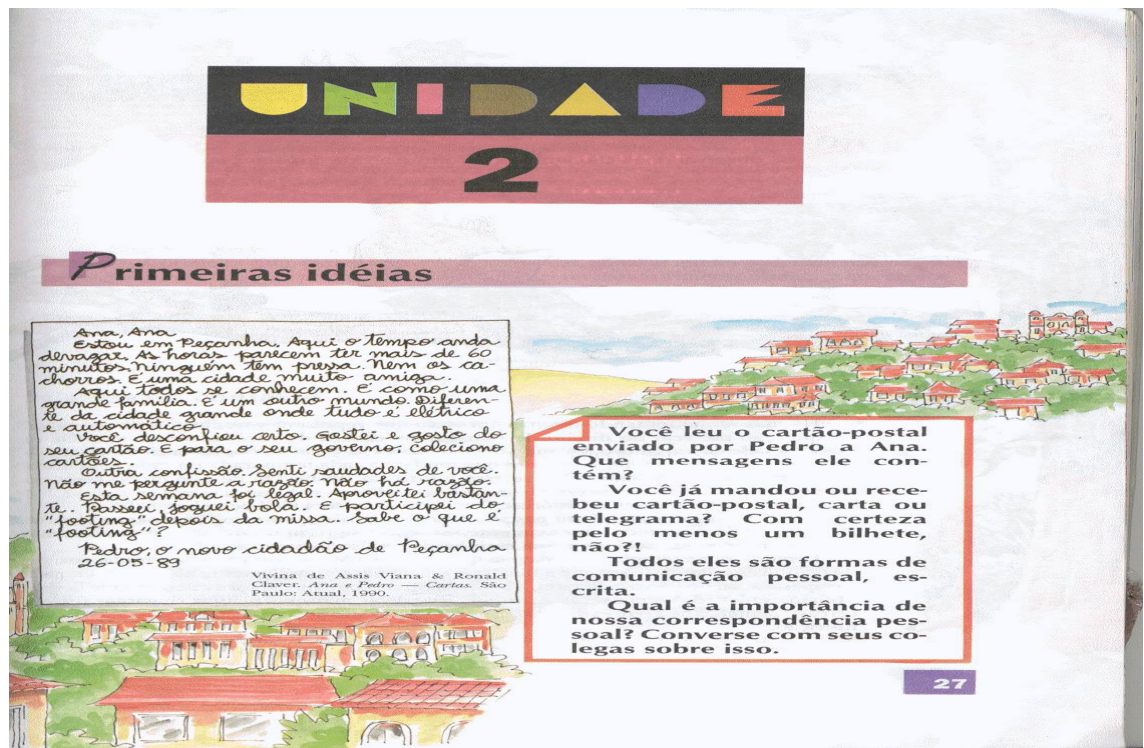 UNIDADE
2
Primeiras idéias
Ana, Ana
Estou em Peçanha. Aqui o tempo anda
devagar. As horas parecem ter mais de 60
minutos. Ninguém tem pressa. Nem os ca-
chorros. É uma cidade muito amiga.
Aqui todos se conhecem. É como uma
grande família. É um outro mundo. Diferen-
te da cidade grande onde tudo é elétrico
e automático.
Você desconfiou certo. Gostei e gosto do
seu cartão. E para o seu governo, coleciono
cartões.
Outra confissão. Senti saudades de você.
Não me pergunte a razão. Não há razão.
Esta semana foi legal. Aproveitei bastan-
te. Passeei, joguei bola. E participei do
"footing" depois da missa. Sabe o que é
"footing"?
Pedro, o novo cidadão de Peçanha
26-05-89
Vivina de Assis Viana & Ronald
Claver. Ana e Pedro — Cartas. São
Paulo: Atual, 1990.
Você leu o cartão-postal
enviado por Pedro a Ana.
Que mensagens ele con-
tém?
Você já mandou ou rece-
beu cartão-postal, carta ou
telegrama? Com certeza
pelo menos um bilhete,
não?!
Todos eles são formas de
comunicação pessoal, es-
crita.
Qual é a importância de
nossa correspondência pes-
soal? Converse com seus co-
legas sobre isso.
27